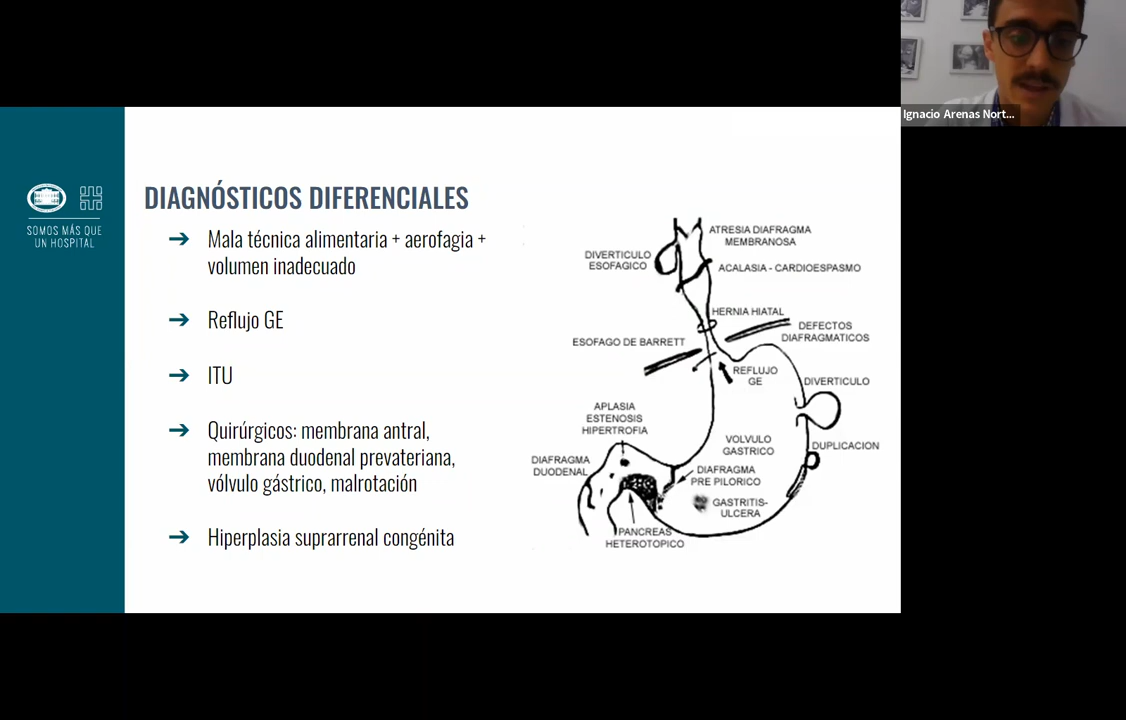 Ignacio Arenas Nort...
SOMOS MÁS QUE
UN HOSPITAL
DIAGNÓSTICOS DIFERENCIALES
➔ Mala técnica alimentaria + aerofagia +
volumen inadecuado
➔ Reflujo GE
➔ ITU
➔ Quirúrgicos: membrana antral,
membrana duodenal prevateriana,
vólvulo gástrico, malrotación
➔ Hiperplasia suprarrenal congénita
ATRESIA DIAFRAGMA
MEMBRANOSA
DIVERTICULO
ESOFAGICO
ACALASIA - CARDIOESPASMO
HERNIA HIATAL
DEFECTOS
DIAFRAGMATICOS
ESOFAGO DE BARRETT
REFLUJO
GE
DIVERTICULO
APLASIA
ESTENOSIS
HIPERTROFIA
VOLVULO
GASTRICO
DUPLICACION
DIAFRAGMA
DUODENAL
DIAFRAGMA
PRE PILORICO
GASTRITIS-
ULCERA
PANCREAS
HETEROTOPICO